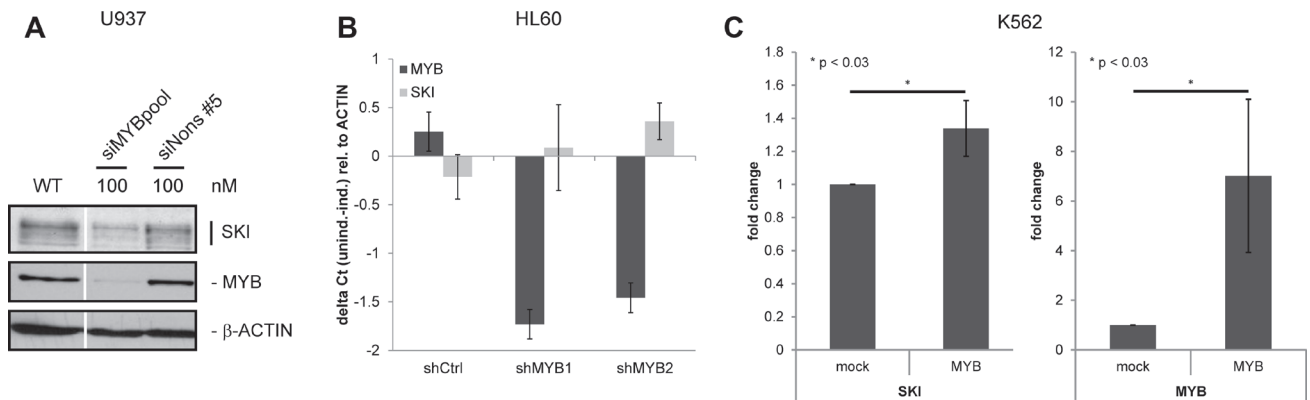 A
U937
siMYBpool
siNons #5
WT
100
100
nM
SKI
- MYB
- β-ACTIN
B
HL60
delta Ct (unind.-ind.) rel. to ACTIN
1
0.5
0
-0.5
-1
-1.5
-2
MYB
SKI
shCtrl
shMYB1
shMYB2
C
K562
fold change
1.8
1.6
1.4
1.2
1
0.8
0.6
0.4
0.2
0
* p < 0.03
*
mock
MYB
SKI
fold change
12
10
8
6
4
2
0
* p < 0.03
*
mock
MYB
MYB